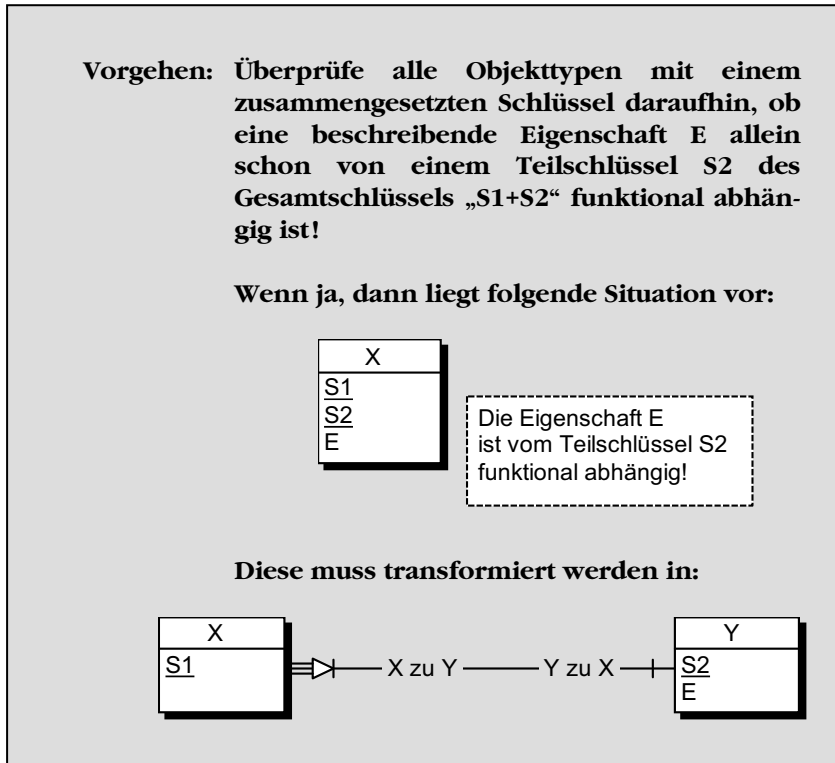 Vorgehen: Überprüfe alle Objekttypen mit einem
zusammengesetzten Schlüssel daraufhin, ob
eine beschreibende Eigenschaft E allein
schon von einem Teilschlüssel S2 des
Gesamtschlüssels „S1+S2“ funktional abhän-
gig ist!
Wenn ja, dann liegt folgende Situation vor:
X
S1
S2
E
Die Eigenschaft E
ist vom Teilschlüssel S2
funktional abhängig!
Diese muss transformiert werden in:
X
S1
X zu Y
Y zu X
Y
S2
E